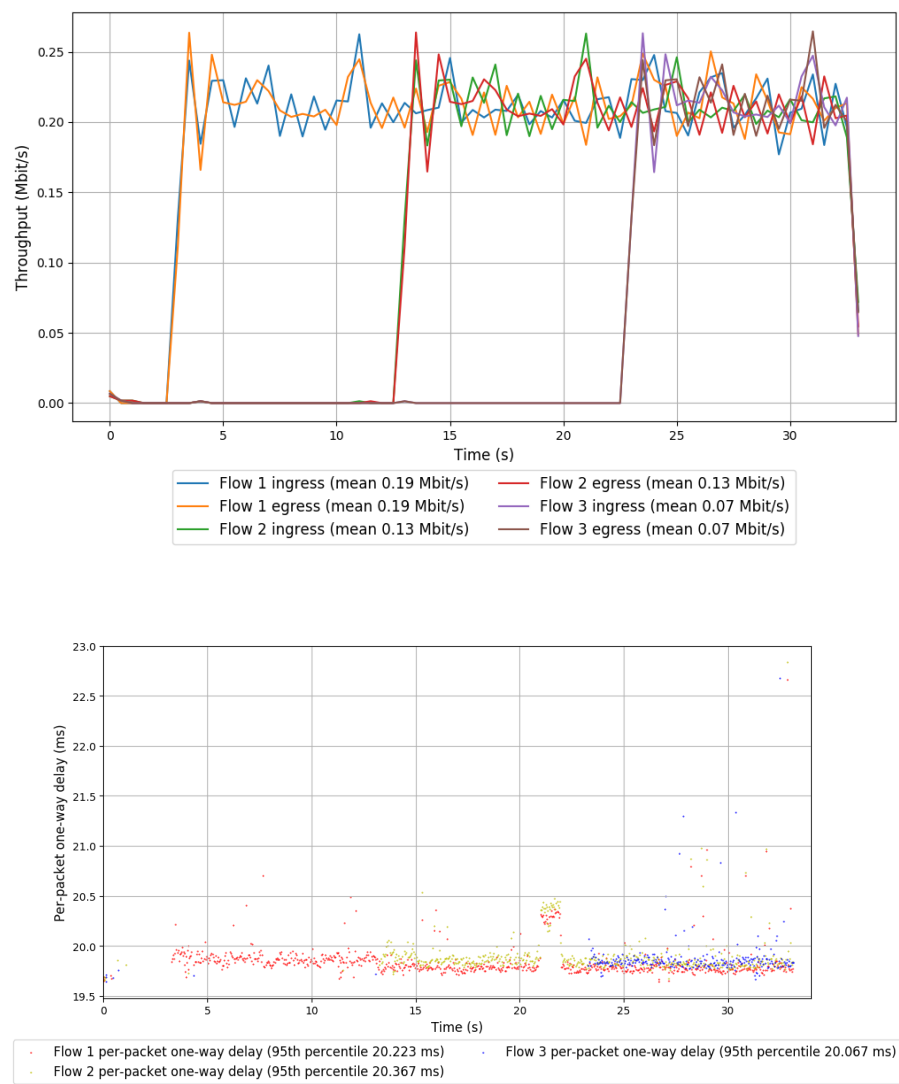 0.25
0.20
0.15
0.10
0.05
0.00
Throughput (Mbit/s)
0 5 10 15 20 25 30
Time (s)
Flow 1 ingress (mean 0.19 Mbit/s) Flow 2 egress (mean 0.13 Mbit/s)
Flow 1 egress (mean 0.19 Mbit/s) Flow 3 ingress (mean 0.07 Mbit/s)
Flow 2 ingress (mean 0.13 Mbit/s) Flow 3 egress (mean 0.07 Mbit/s)
23.0
22.5
22.0
21.5
21.0
20.5
20.0
19.5
Per-packet one-way delay (ms)
0 5 10 15 20 25 30
Time (s)
Flow 1 per-packet one-way delay (95th percentile 20.223 ms) Flow 3 per-packet one-way delay (95th percentile 20.067 ms)
Flow 2 per-packet one-way delay (95th percentile 20.367 ms)